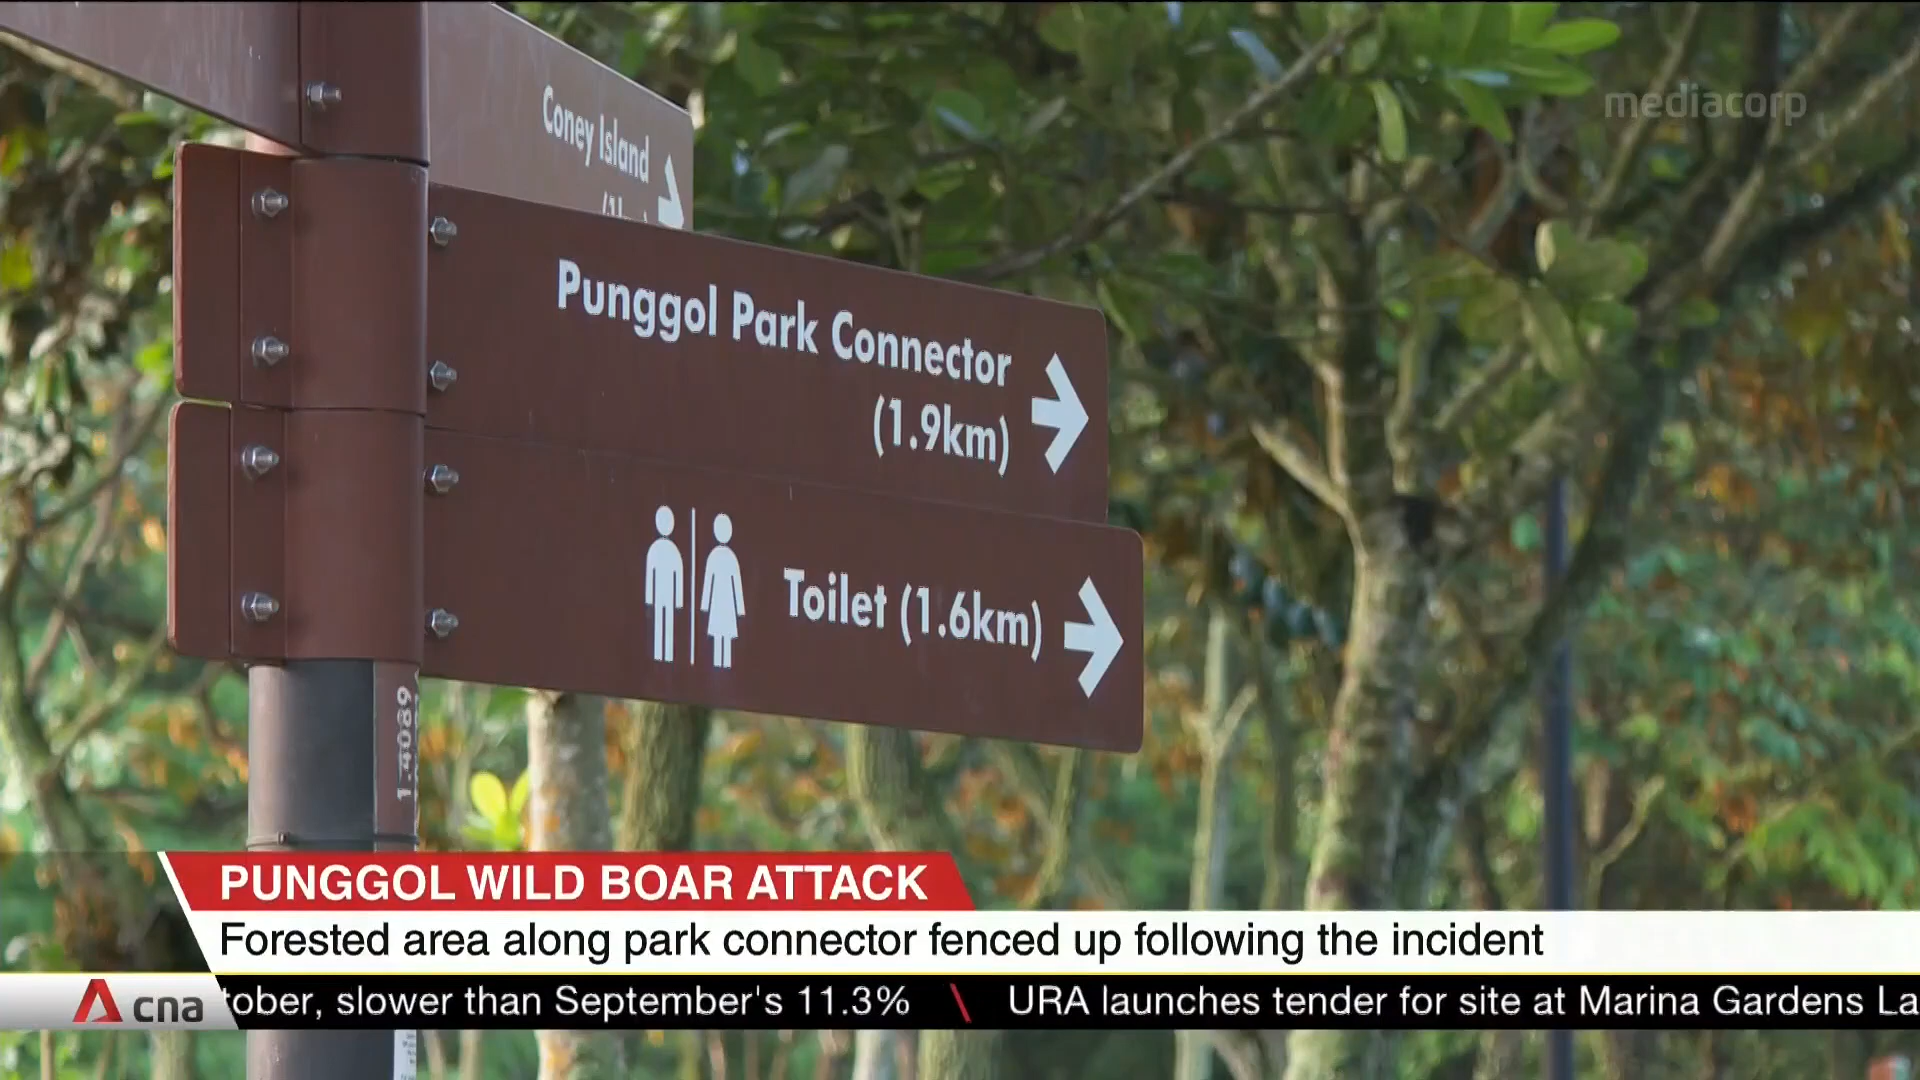 mediacorp
Coney Island
Punggol Park Connector
(1.9km)
Toilet (1.6km)
1-4089
PUNGGOL WILD BOAR ATTACK
Forested area along park connector fenced up following the incident
cna
tober, slower than September's 11.3% \ URA launches tender for site at Marina Gardens La